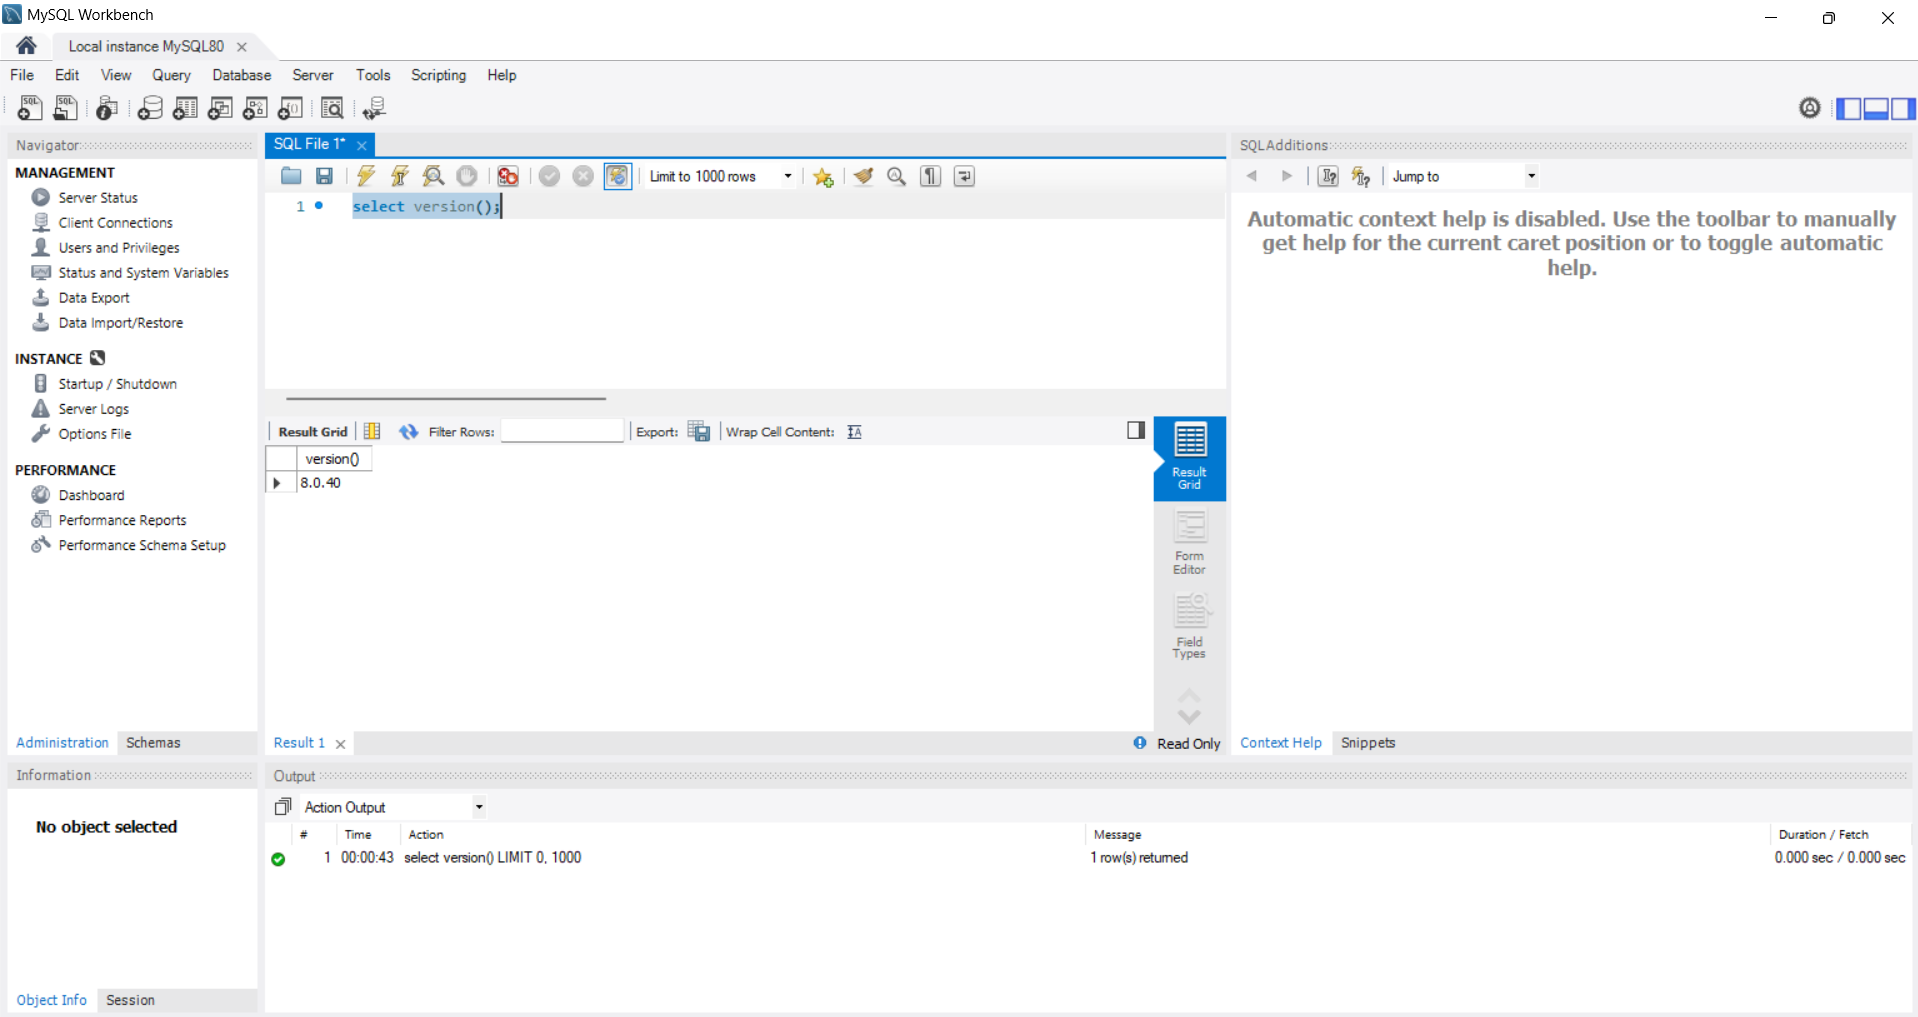 MySQL Workbench
Local instance MySQL80
File Edit View Query Database Server Tools Scripting Help
Navigator
MANAGEMENT
Server Status
Client Connections
Users and Privileges
Status and System Variables
Data Export
Data Import/Restore
INSTANCE
Startup / Shutdown
Server Logs
Options File
PERFORMANCE
Dashboard
Performance Reports
Performance Schema Setup
Administration Schemas
SQL File 1*
Limit to 1000 rows
1 select version();
Result Grid Filter Rows: Export: Wrap Cell Content:
version()
8.0.40
Result
Grid
Form
Editor
Field
Types
Result 1
Read Only
SQLAdditions
Jump to
Automatic context help is disabled. Use the toolbar to manually
get help for the current caret position or to toggle automatic
help.
Context Help Snippets
Information
No object selected
Object Info Session
Output
Action Output
# Time Action Message Duration / Fetch
1 00:00:43 select version() LIMIT 0, 1000 1 row(s) returned 0.000 sec / 0.000 sec